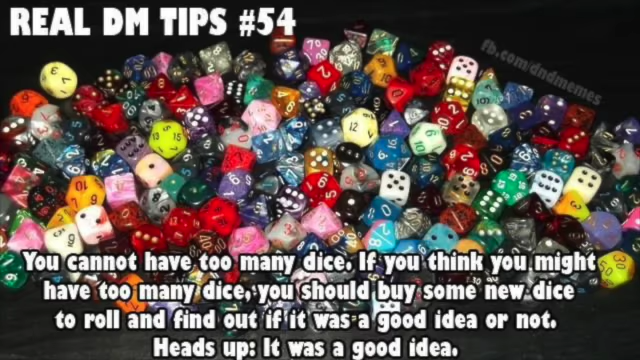 REAL DM TIPS #54
fb.com/dndmemes
You cannot have too many dice. If you think you might
have too many dice, you should buy some new dice
to roll and find out if it was a good idea or not.
Heads up: It was a good idea.